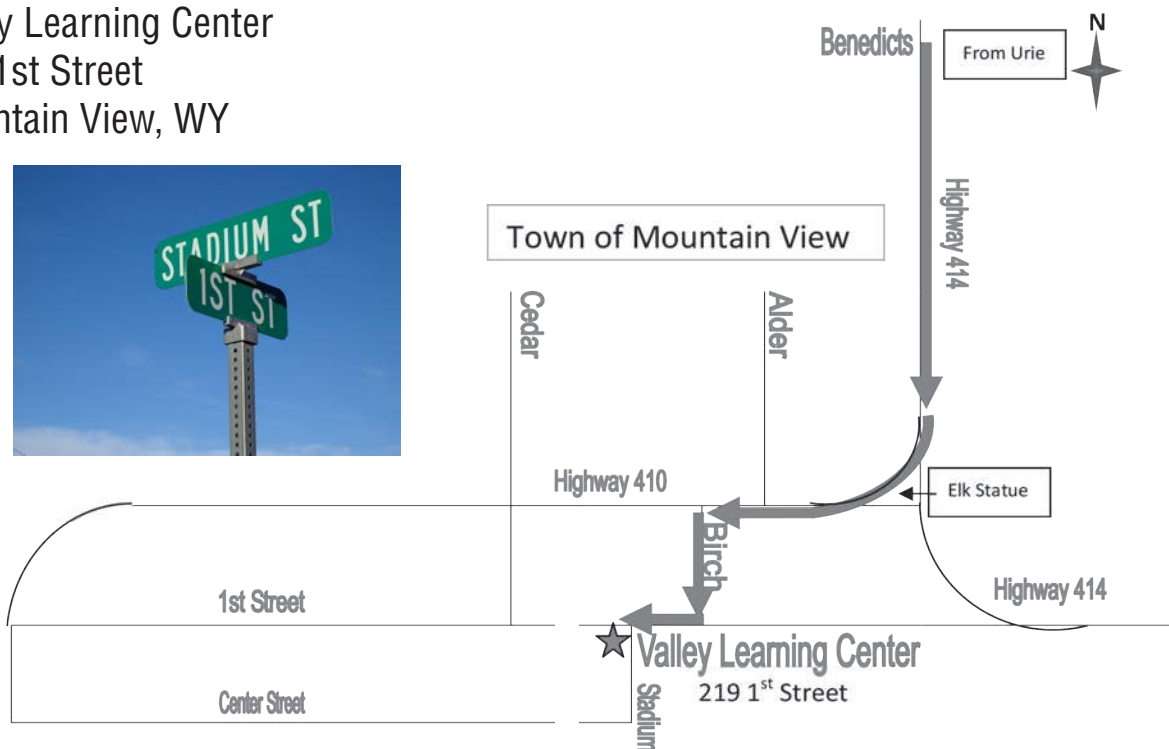 y Learning Center
1st Street
ntain View, WY
Benedicts
From Urie
N
STADIUM ST
1ST ST
Highway 414
Town of Mountain View
Cedar
Alder
Highway 410
Elk Statue
Birch
1st Street
Highway 414
Valley Learning Center
219 1st Street
Center Street
Stadium